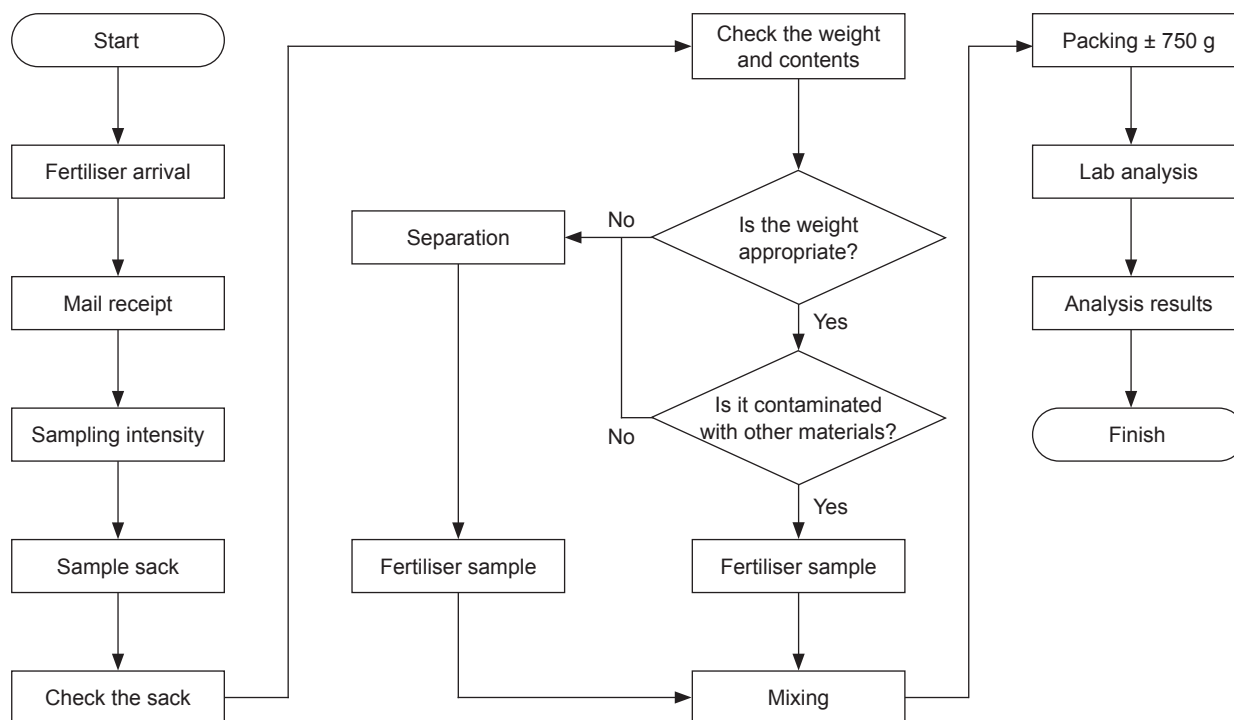 Start
Fertiliser arrival
Mail receipt
Sampling intensity
Sample sack
Check the sack
Check the weight
and contents
Is the weight
appropriate?
No
Separation
Yes
Is it contaminated
with other materials?
No
Yes
Fertiliser sample
Fertiliser sample
Mixing
Packing ± 750 g
Lab analysis
Analysis results
Finish